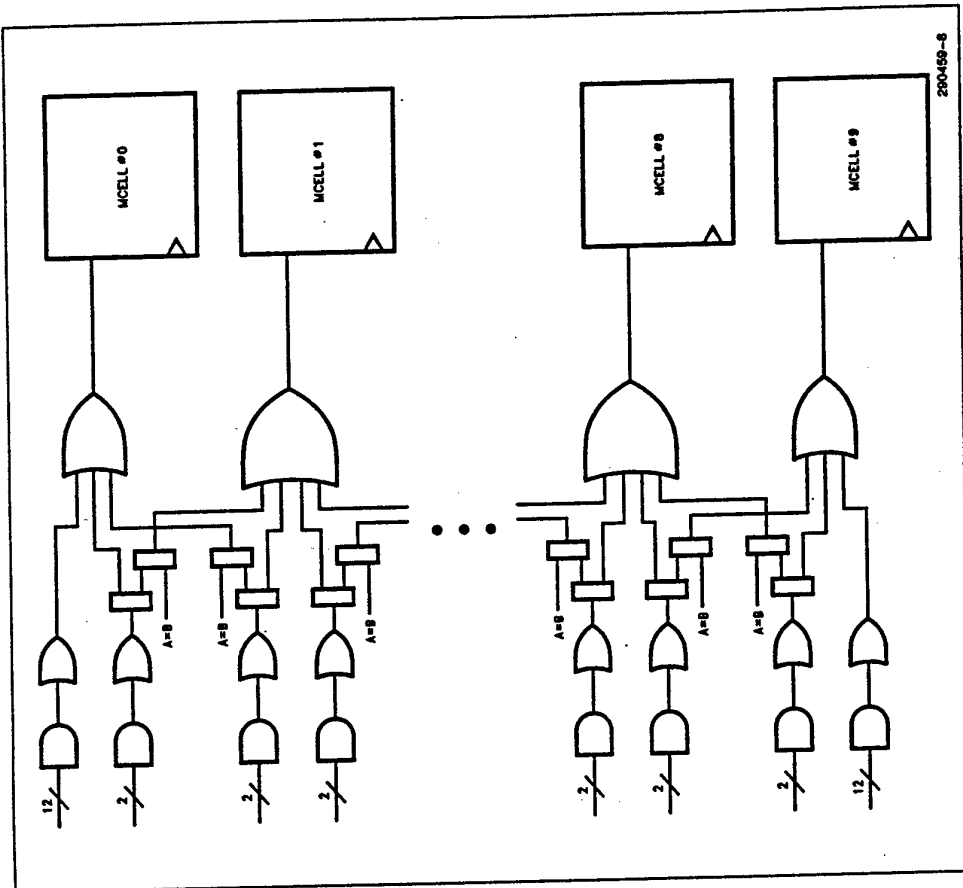 MCELL #0
MCELL #1
MCELL #8
MCELL #9
290459-8
A=B
A=B
A=B
A=B
A=B
A=B
12
2
2
2
2
2
2
12